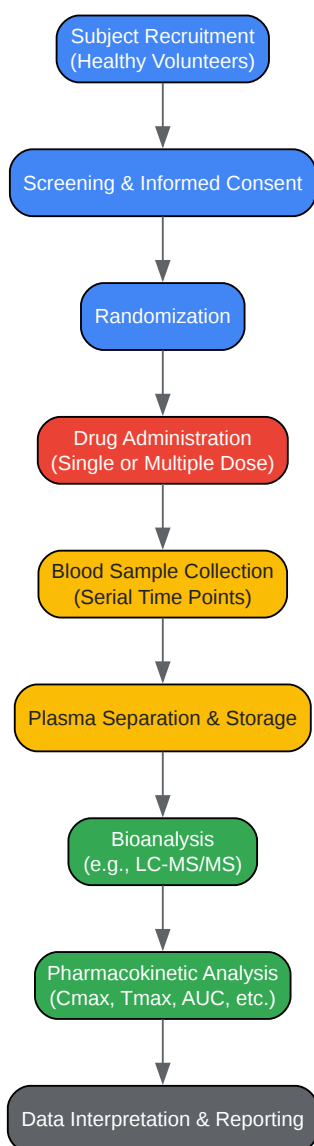 Subject Recruitment
(Healthy Volunteers)
Screening & Informed Consent
Randomization
Drug Administration
(Single or Multiple Dose)
Blood Sample Collection
(Serial Time Points)
Plasma Separation & Storage
Bioanalysis
(e.g., LC-MS/MS)
Pharmacokinetic Analysis
(Cmax, Tmax, AUC, etc.)
Data Interpretation & Reporting